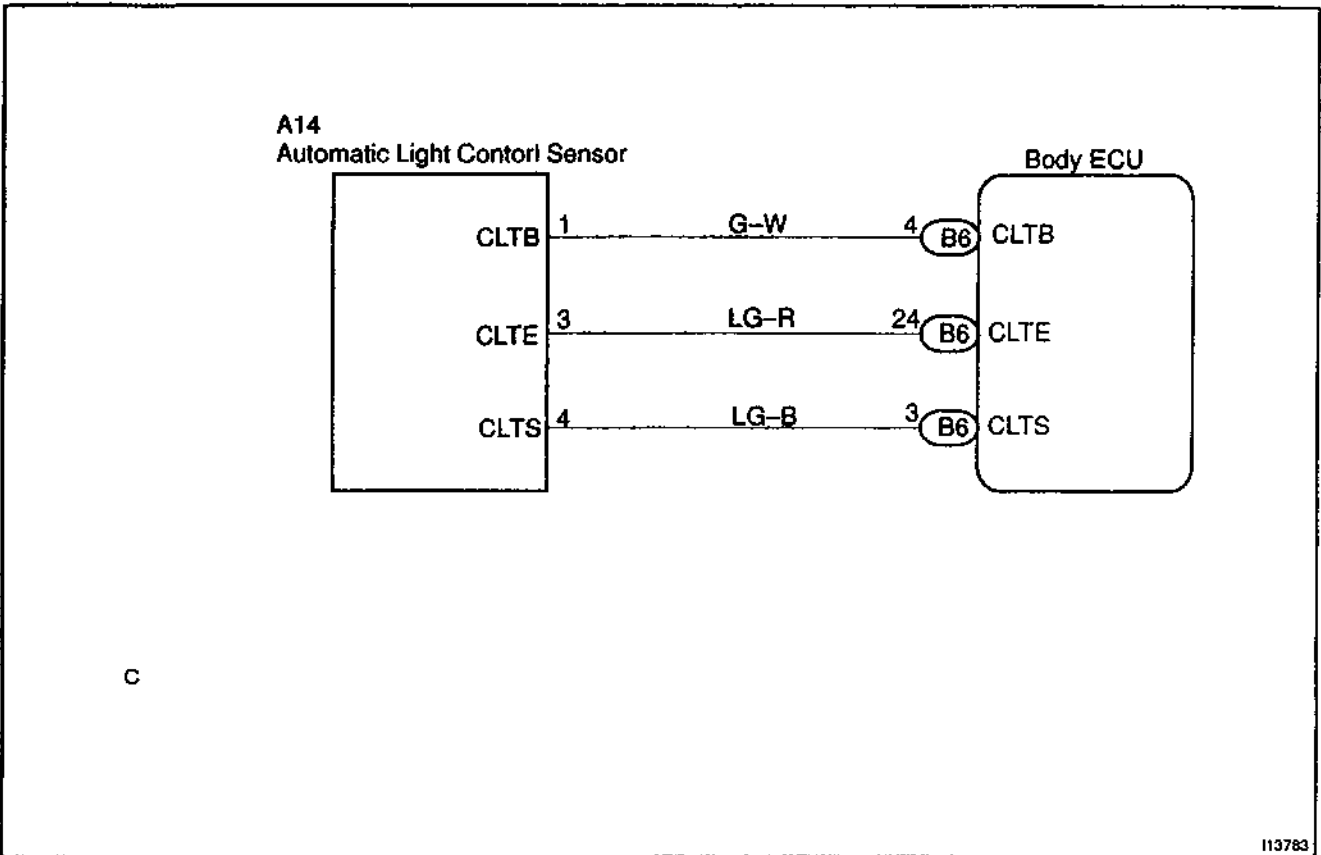 A14
Automatic Light Contorl Sensor
Body ECU
CLTB 1 G–W 4 B6 CLTB
CLTE 3 LG–R 24 B6 CLTE
CLTS 4 LG–B 3 B6 CLTS
C
I13783